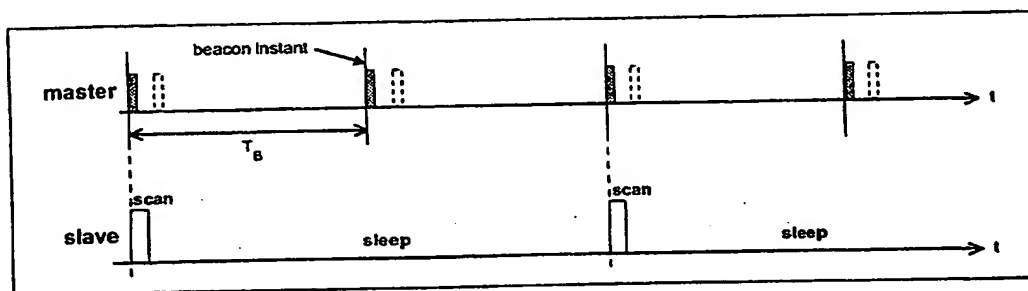 beacon instant
master
t
T_B
scan
scan
slave
sleep
sleep
t